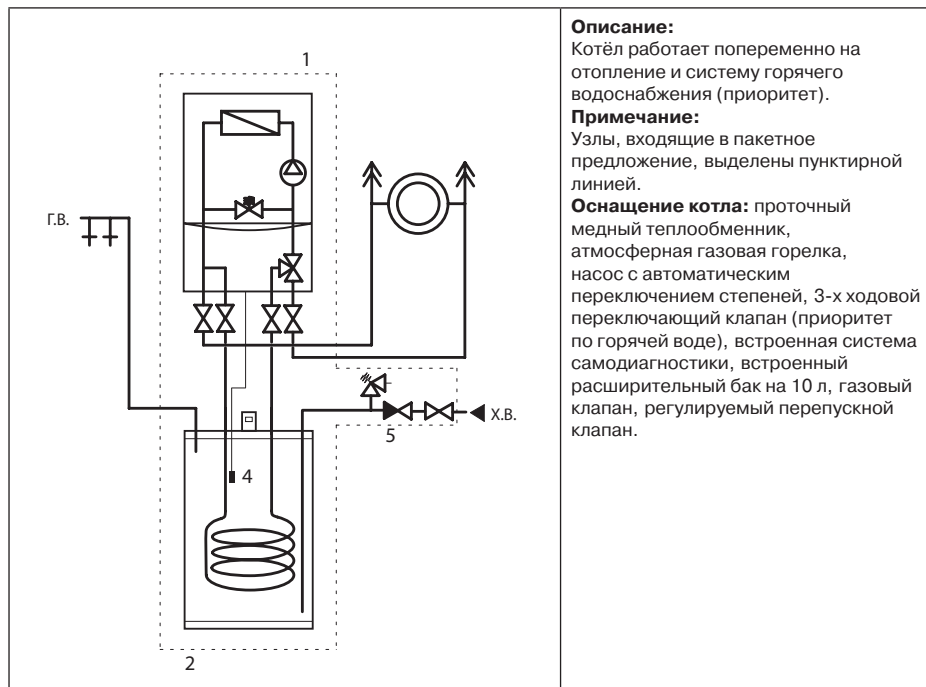 1
Г.В.
4
5
Х.В.
2
Описание:
Котёл работает попеременно на
отопление и систему горячего
водоснабжения (приоритет).
Примечание:
Узлы, входящие в пакетное
предложение, выделены пунктирной
линией.
Оснащение котла: проточный
медный теплообменник,
атмосферная газовая горелка,
насос с автоматическим
переключением степеней, 3-х ходовой
переключающий клапан (приоритет
по горячей воде), встроенная система
самодиагностики, встроенный
расширительный бак на 10 л, газовый
клапан, регулируемый перепускной
клапан.